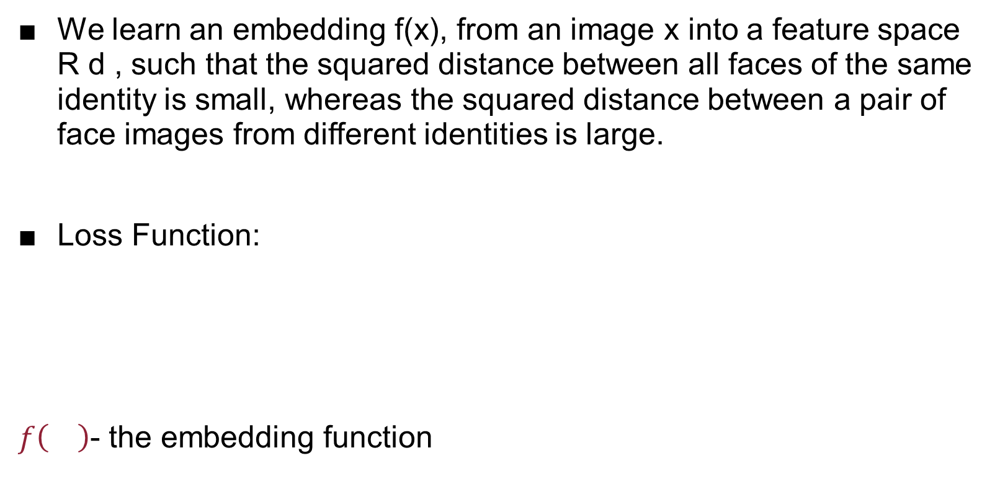 ■ We learn an embedding f(x), from an image x into a feature space
R d , such that the squared distance between all faces of the same
identity is small, whereas the squared distance between a pair of
face images from different identities is large.
■ Loss Function:
f( )- the embedding function